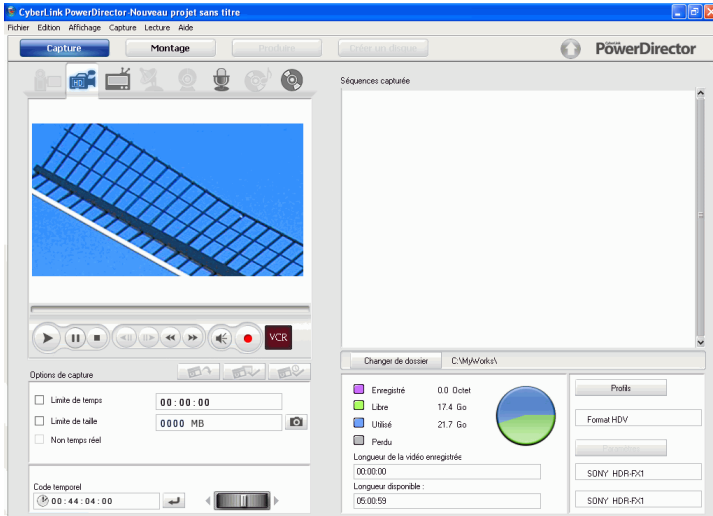 CyberLink PowerDirector-Nouveau projet sans titre
Fichier Edition Affichage Capture Lecture Aide
Capture Montage Produire Créer un disque PowerDirector
HD
Séquences capturée
VCR
Changer de dossier C:\MyWorks\
Options de capture
Limite de temps 00:00:00
Limite de taille 0000 MB
Non temps réel
Code temporel
00:44:04:00
Enregistré 0.0 Octet
Libre 17.4 Go
Utilisé 21.7 Go
Perdu
Longueur de la vidéo enregistrée
00:00:00
Longueur disponible :
05:00:59
Profils
Format HDV
SONY HDR-FX1
SONY HDR-FX1